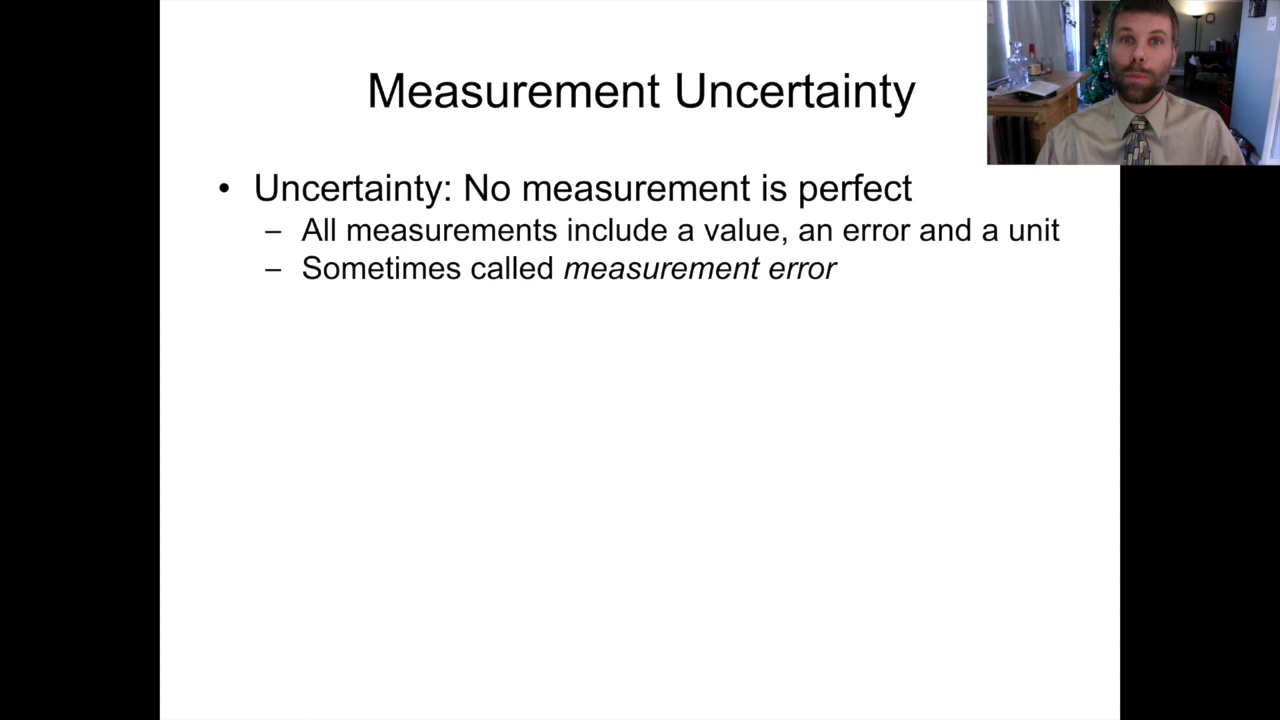 Measurement Uncertainty
• Uncertainty: No measurement is perfect
– All measurements include a value, an error and a unit
– Sometimes called measurement error